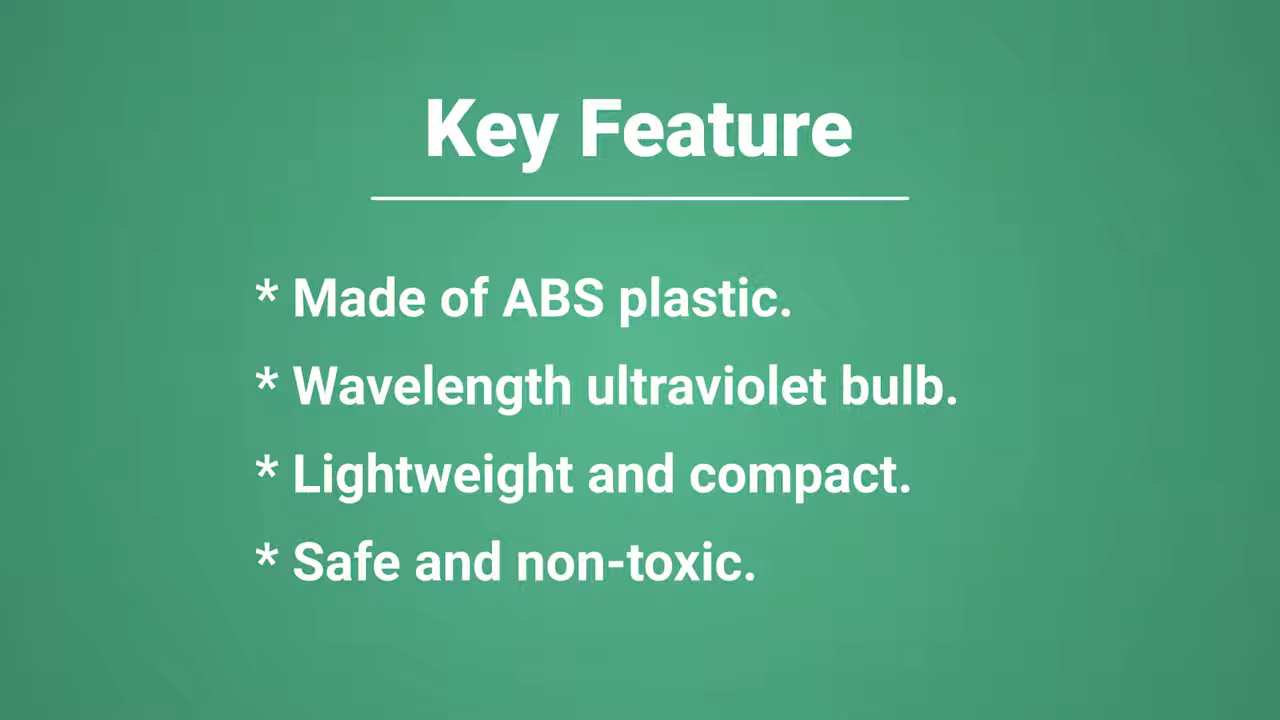 Key Feature
* Made of ABS plastic.
* Wavelength ultraviolet bulb.
* Lightweight and compact.
* Safe and non-toxic.